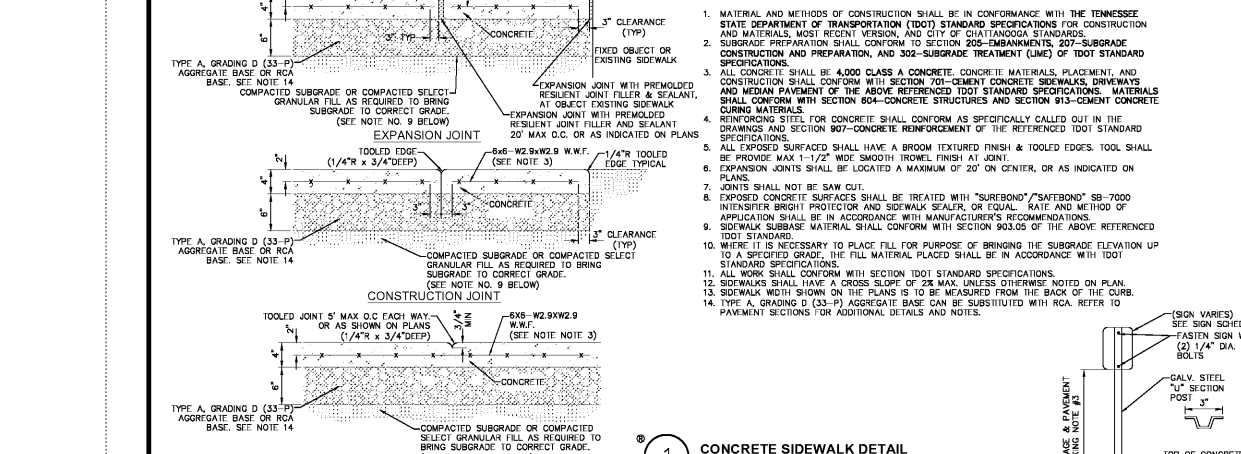 4"
6"
3" TYP
CONCRETE
3" CLEARANCE
(TYP)
FIXED OBJECT OR
EXISTING SIDEWALK
TYPE A, GRADING D (33-P)
AGGREGATE BASE OR RCA
BASE. SEE NOTE 14
COMPACTED SUBGRADE OR COMPACTED SELECT
GRANULAR FILL AS REQUIRED TO BRING
SUBGRADE TO CORRECT GRADE.
(SEE NOTE NO. 9 BELOW)
EXPANSION JOINT WITH PREMOLDED
RESILIENT JOINT FILLER & SEALANT,
AT OBJECT EXISTING SIDEWALK
EXPANSION JOINT WITH PREMOLDED
RESILIENT JOINT FILLER AND SEALANT
20' MAX O.C. OR AS INDICATED ON PLANS
EXPANSION JOINT
TOOLED EDGE
(1/4"R x 3/4"DEEP)
6x6-W2.9xW2.9 W.W.F.
(SEE NOTE 3)
1/4"R TOOLED
EDGE TYPICAL
2"
4"
6"
CONCRETE
3"
3"
3" CLEARANCE
(TYP)
TYPE A, GRADING D (33-P)
AGGREGATE BASE OR RCA
BASE. SEE NOTE 14
COMPACTED SUBGRADE OR COMPACTED SELECT
GRANULAR FILL AS REQUIRED TO BRING
SUBGRADE TO CORRECT GRADE.
(SEE NOTE NO. 9 BELOW)
CONSTRUCTION JOINT
TOOLED JOINT 5' MAX O.C EACH WAY.
OR AS SHOWN ON PLANS
(1/4"R x 3/4"DEEP)
3/4"
MIN
6X6-W2.9XW2.9
W.W.F.
(SEE NOTE NOTE 3)
2"
4"
6"
CONCRETE
TYPE A, GRADING D (33-P)
AGGREGATE BASE OR RCA
BASE. SEE NOTE 14
COMPACTED SUBGRADE OR COMPACTED
SELECT GRANULAR FILL AS REQUIRED TO
BRING SUBGRADE TO CORRECT GRADE.
1. MATERIAL AND METHODS OF CONSTRUCTION SHALL BE IN CONFORMANCE WITH THE TENNESSEE
STATE DEPARTMENT OF TRANSPORTATION (TDOT) STANDARD SPECIFICATIONS FOR CONSTRUCTION
AND MATERIALS, MOST RECENT VERSION, AND CITY OF CHATTANOOGA STANDARDS.
2. SUBGRADE PREPARATION SHALL CONFORM TO SECTION 205-EMBANKMENTS, 207-SUBGRADE
CONSTRUCTION AND PREPARATION, AND 302-SUBGRADE TREATMENT (LIME) OF TDOT STANDARD
SPECIFICATIONS.
3. ALL CONCRETE SHALL BE 4,000 CLASS A CONCRETE. CONCRETE MATERIALS, PLACEMENT, AND
CONSTRUCTION SHALL CONFORM WITH SECTION 701-CEMENT CONCRETE SIDEWALKS, DRIVEWAYS
AND MEDIAN PAVEMENT OF THE ABOVE REFERENCED TDOT STANDARD SPECIFICATIONS. MATERIALS
SHALL CONFORM WITH SECTION 604-CONCRETE STRUCTURES AND SECTION 913-CEMENT CONCRETE
CURING MATERIALS.
4. REINFORCING STEEL FOR CONCRETE SHALL CONFORM AS SPECIFICALLY CALLED OUT IN THE
DRAWINGS AND SECTION 907-CONCRETE REINFORCEMENT OF THE REFERENCED TDOT STANDARD
SPECIFICATIONS.
5. ALL EXPOSED SURFACED SHALL HAVE A BROOM TEXTURED FINISH & TOOLED EDGES. TOOL SHALL
BE PROVIDE MAX 1-1/2" WIDE SMOOTH TROWEL FINISH AT JOINT.
6. EXPANSION JOINTS SHALL BE LOCATED A MAXIMUM OF 20' ON CENTER, OR AS INDICATED ON
PLANS.
7. JOINTS SHALL NOT BE SAW CUT.
8. EXPOSED CONCRETE SURFACES SHALL BE TREATED WITH "SUREBOND"/"SAFEBOND" SB-7000
INTENSIFIER BRIGHT PROTECTOR AND SIDEWALK SEALER, OR EQUAL. RATE AND METHOD OF
APPLICATION SHALL BE IN ACCORDANCE WITH MANUFACTURER'S RECOMMENDATIONS.
9. SIDEWALK SUBBASE MATERIAL SHALL CONFORM WITH SECTION 903.05 OF THE ABOVE REFERENCED
TDOT STANDARD.
10. WHERE IT IS NECESSARY TO PLACE FILL FOR PURPOSE OF BRINGING THE SUBGRADE ELEVATION UP
TO A SPECIFIED GRADE, THE FILL MATERIAL PLACED SHALL BE IN ACCORDANCE WITH TDOT
STANDARD SPECIFICATIONS.
11. ALL WORK SHALL CONFORM WITH SECTION TDOT STANDARD SPECIFICATIONS.
12. SIDEWALKS SHALL HAVE A CROSS SLOPE OF 2% MAX. UNLESS OTHERWISE NOTED ON PLAN.
13. SIDEWALK WIDTH SHOWN ON THE PLANS IS TO BE MEASURED FROM THE BACK OF THE CURB.
14. TYPE A, GRADING D (33-P) AGGREGATE BASE CAN BE SUBSTITUTED WITH RCA. REFER TO
PAVEMENT SECTIONS FOR ADDITIONAL DETAILS AND NOTES.
®
1
CONCRETE SIDEWALK DETAIL
(SIGN VARIES)
SEE SIGN SCHED
FASTEN SIGN
(2) 1/4" DIA.
BOLTS
GALV. STEEL
"U" SECTION
POST
3"
AGE & PAVEMENT
KING NOTE #3